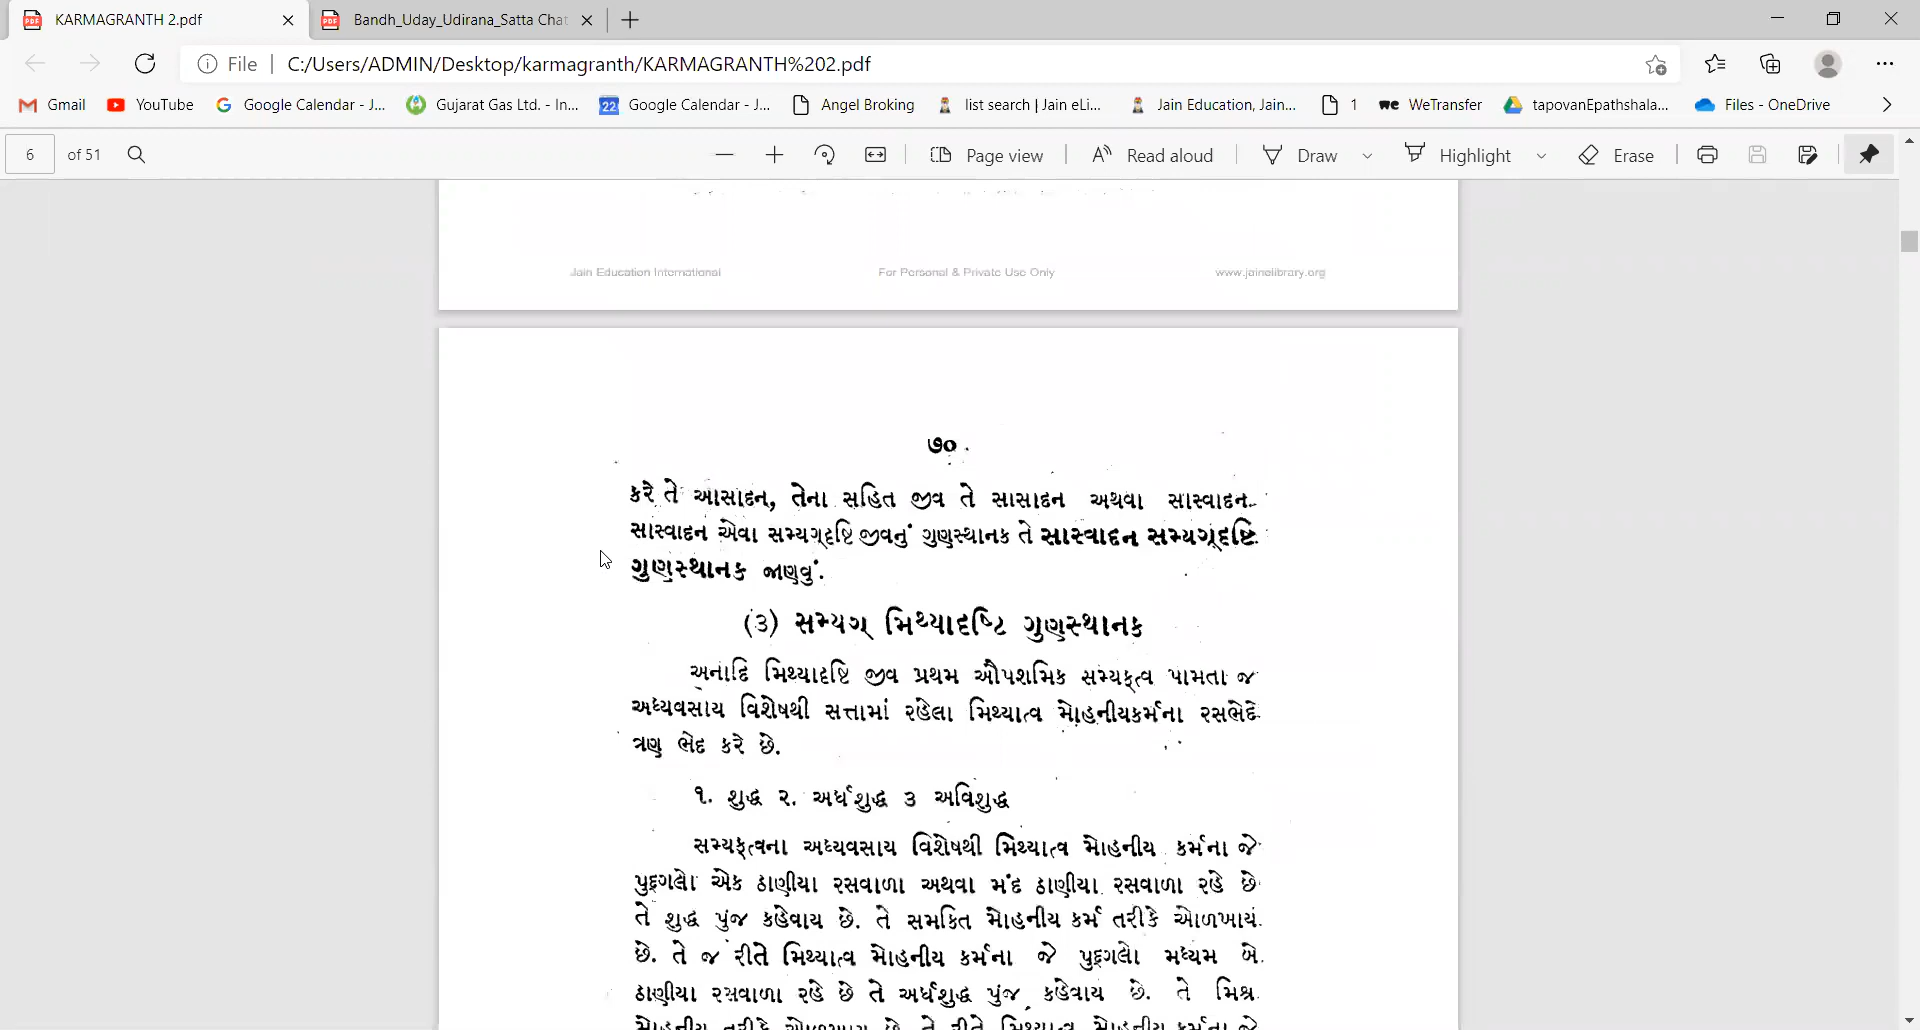 KARMAGRANTH 2.pdf
Bandh_Uday_Udirana_Satta Chat
File
C:/Users/ADMIN/Desktop/karmagranth/KARMAGRANTH%202.pdf
Gmail YouTube Google Calendar - J... Gujarat Gas Ltd. - In... Google Calendar - J... Angel Broking list search | Jain eLi... Jain Education, Jain... 1 WeTransfer tapovanEpathshala... Files - OneDrive
6 of 51 Page view Read aloud Draw Highlight Erase
Jain Education International For Personal & Private Use Only www.jainelibrary.org
૭૦
કરે તે આસાદન, તેના સહિત જીવ તે સાસાદન અથવા સાસ્વાદન.
સાસ્વાદન એવા સમ્યગ્દૃષ્ટિ જીવનું ગુણસ્થાનક તે સાસ્વાદન સમ્યગ્દૃષ્ટિ
ગુણસ્થાનક જાણવું.
(૩) સમ્યગ્ મિથ્યાદૃષ્ટિ ગુણસ્થાનક
અનાદિ મિથ્યાદૃષ્ટિ જીવ પ્રથમ ઔપશમિક સમ્યક્ત્વ પામતા જ
અધ્યવસાય વિશેષથી સત્તામાં રહેલા મિથ્યાત્વ મોહનીયકર્મના રસભેદે
ત્રણ ભેદ કરે છે.
૧. શુદ્ધ ૨. અર્ધશુદ્ધ ૩ અવિશુદ્ધ
સમ્યક્ત્વના અધ્યવસાય વિશેષથી મિથ્યાત્વ મોહનીય કર્મના જે
પુદ્ગલો એક ઠાણીયા રસવાળા અથવા મંદ ઠાણીયા રસવાળા રહે છે
તે શુદ્ધ પુંજ કહેવાય છે. તે સમકિત મોહનીય કર્મ તરીકે ઓળખાય
છે. તે જ રીતે મિથ્યાત્વ મોહનીય કર્મના જે પુદ્ગલો મધ્યમ બે
ઠાણીયા રસવાળા રહે છે તે અર્ધશુદ્ધ પુંજ કહેવાય છે. તે મિશ્ર
મોહનીય તરીકે ઓળખાય છે. તે રીતે મિથ્યાત્વ મોહનીય કર્મના જે